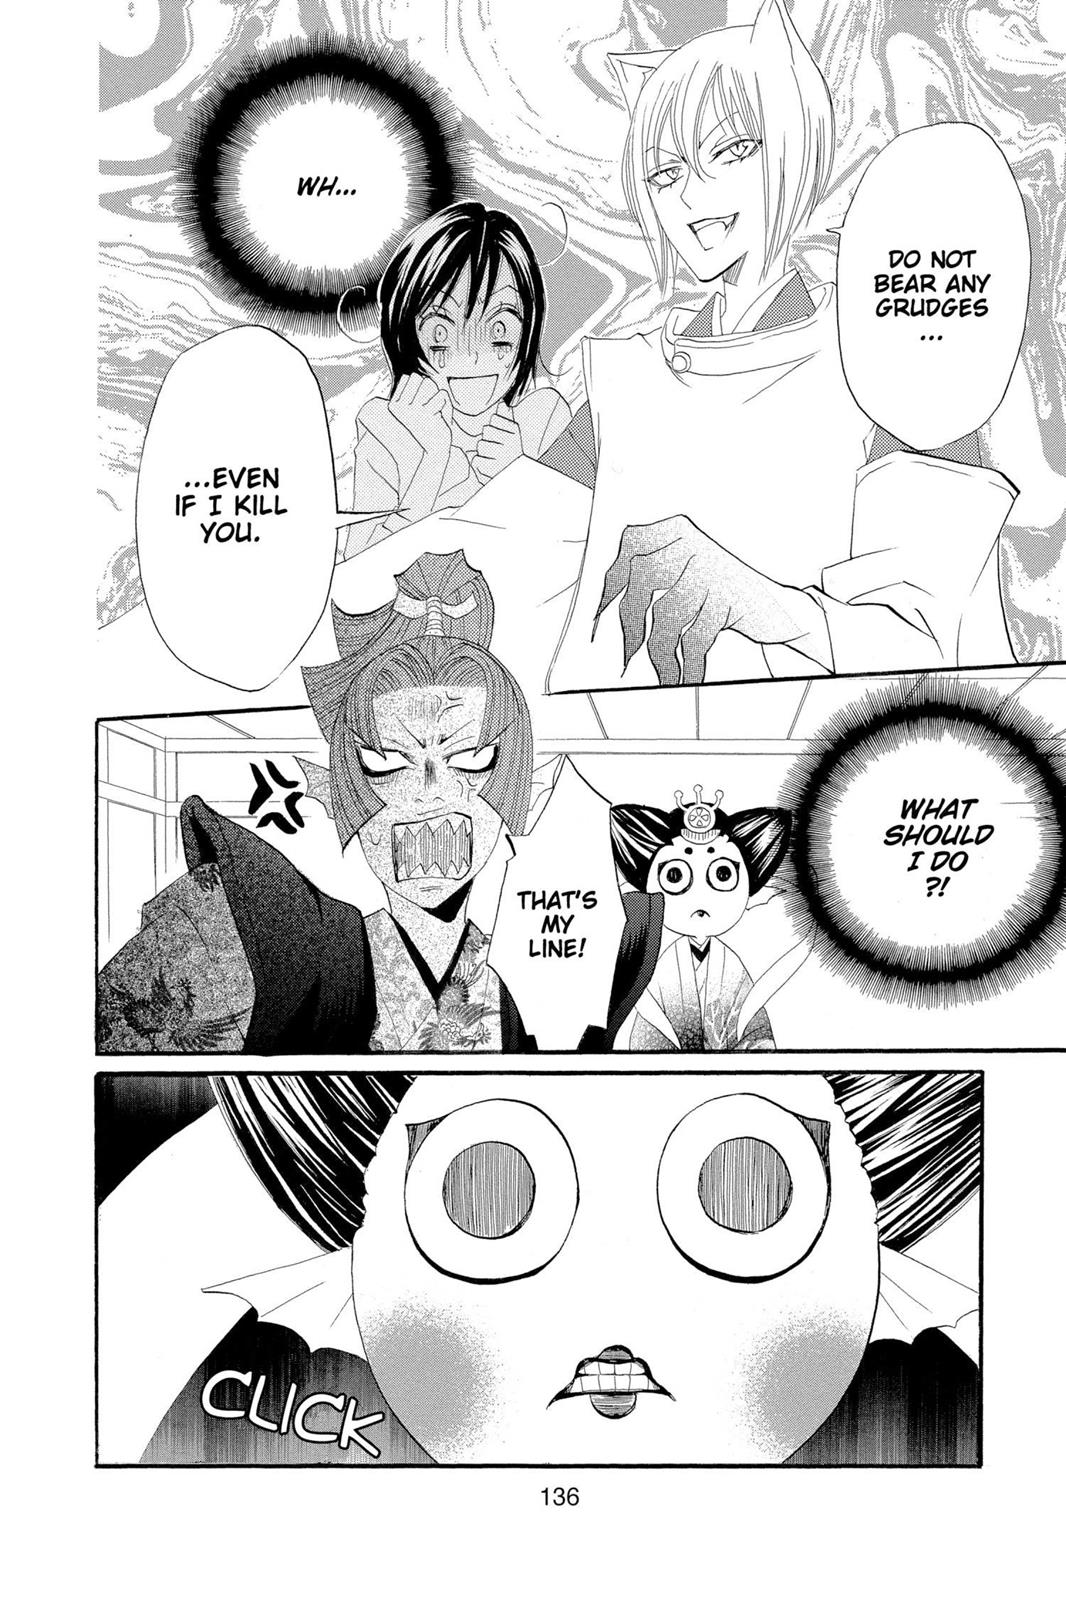 DO NOT
BEAR ANY
GRUDGES
...
WH...
...EVEN
IF I KILL
YOU.
WHAT
SHOULD
I DO
?!
THAT'S
MY
LINE!
CLICK
136